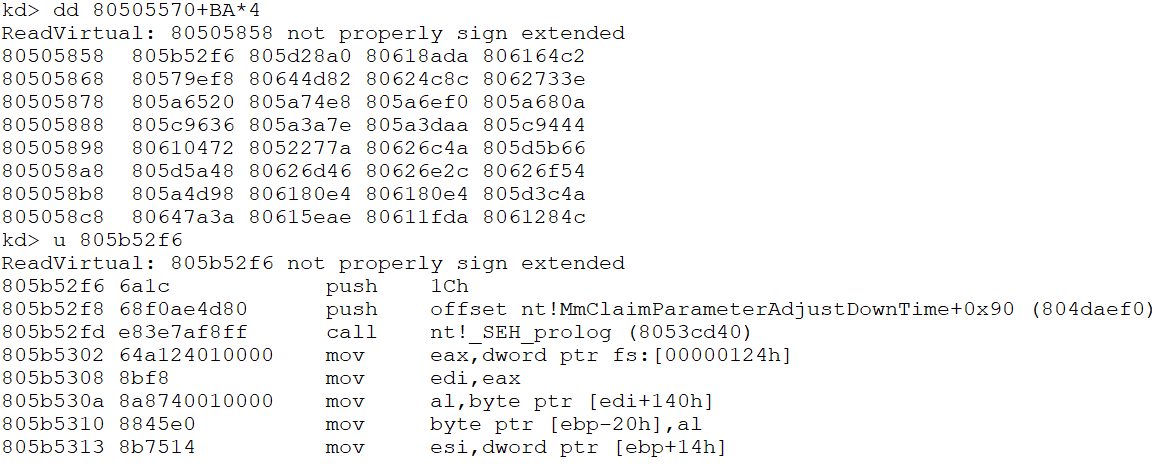 kd> dd 80505570+BA*4
ReadVirtual: 80505858 not properly sign extended
80505858  805b52f6 805d28a0 80618ada 806164c2
80505868  80579ef8 80644d82 80624c8c 8062733e
80505878  805a6520 805a74e8 805a6ef0 805a680a
80505888  805c9636 805a3a7e 805a3daa 805c9444
80505898  80610472 8052277a 80626c4a 805d5b66
805058a8  805d5a48 80626d46 80626e2c 80626f54
805058b8  805a4d98 806180e4 806180e4 805d3c4a
805058c8  80647a3a 80615eae 80611fda 8061284c
kd> u 805b52f6
ReadVirtual: 805b52f6 not properly sign extended
805b52f6 6a1c            push    1Ch
805b52f8 68f0ae4d80      push    offset nt!MmClaimParameterAdjustDownTime+0x90 (804daef0)
805b52fd e83e7af8ff      call    nt!_SEH_prolog (8053cd40)
805b5302 64a124010000    mov     eax,dword ptr fs:[00000124h]
805b5308 8bf8            mov     edi,eax
805b530a 8a8740010000    mov     al,byte ptr [edi+140h]
805b5310 8845e0          mov     byte ptr [ebp-20h],al
805b5313 8b7514          mov     esi,dword ptr [ebp+14h]